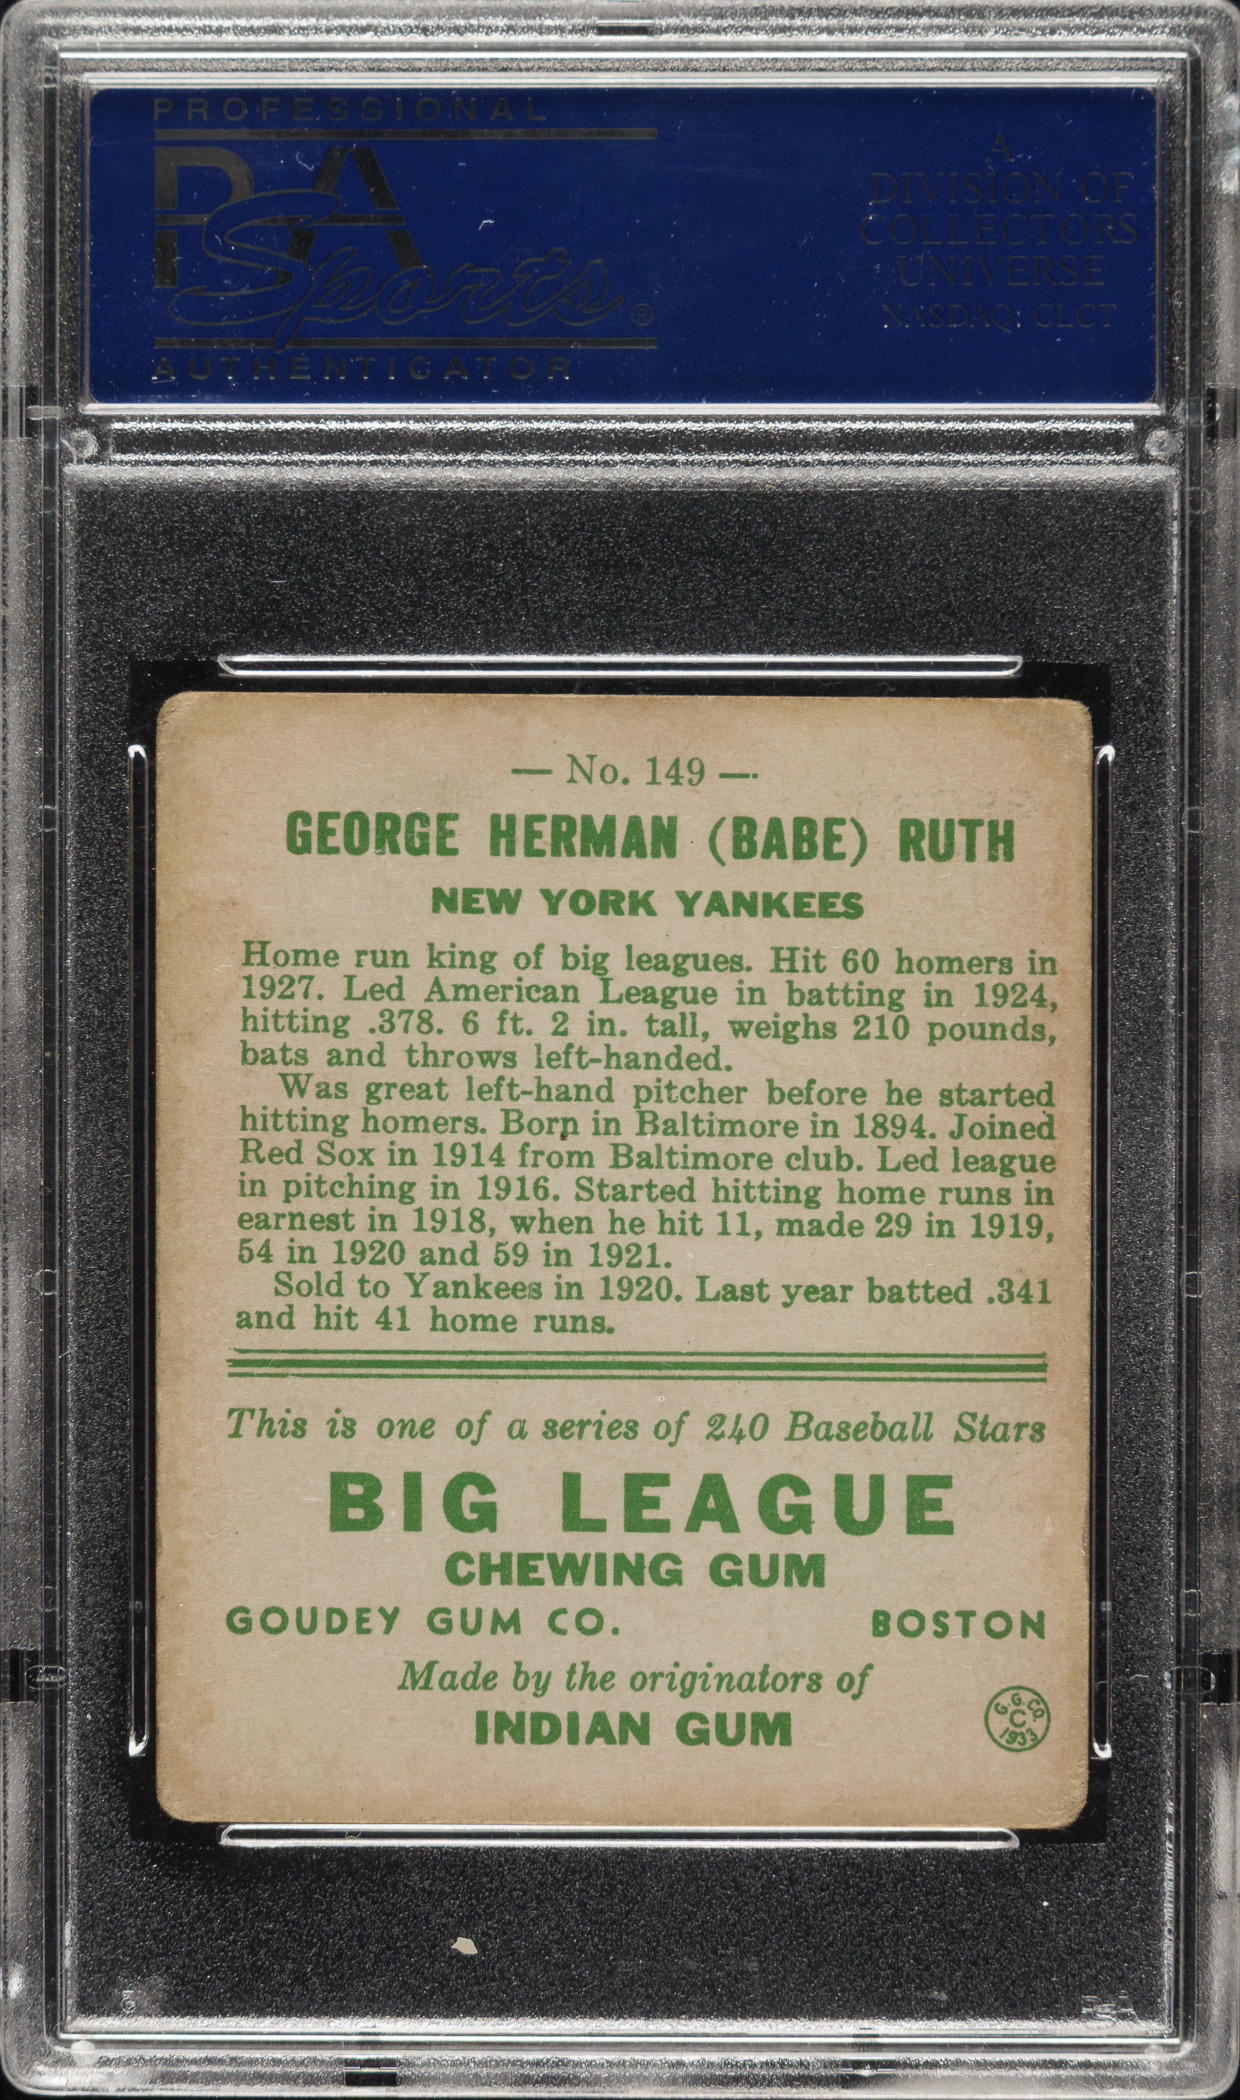 PROFESSIONAL
PSA
Sports®
AUTHENTICATOR
A
DIVISION OF
COLLECTORS
UNIVERSE
NASDAQ: CLCT
— No. 149 —
GEORGE HERMAN (BABE) RUTH
NEW YORK YANKEES
Home run king of big leagues. Hit 60 homers in
1927. Led American League in batting in 1924,
hitting .378. 6 ft. 2 in. tall, weighs 210 pounds,
bats and throws left-handed.
Was great left-hand pitcher before he started
hitting homers. Born in Baltimore in 1894. Joined
Red Sox in 1914 from Baltimore club. Led league
in pitching in 1916. Started hitting home runs in
earnest in 1918, when he hit 11, made 29 in 1919,
54 in 1920 and 59 in 1921.
Sold to Yankees in 1920. Last year batted .341
and hit 41 home runs.
This is one of a series of 240 Baseball Stars
BIG LEAGUE
CHEWING GUM
GOUDEY GUM CO. BOSTON
Made by the originators of
INDIAN GUM
G.G.CO.
C
1933
PSA